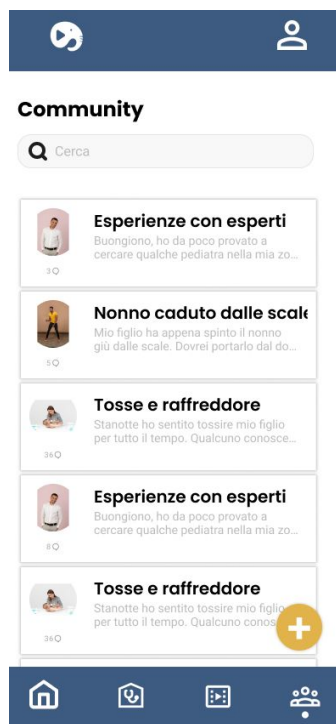 Community
Cerca
Esperienze con esperti
Buongiono, ho da poco provato a
cercare qualche pediatra nella mia zo...
3
Nonno caduto dalle scale
Mio figlio ha appena spinto il nonno
giù dalle scale. Dovrei portarlo dal do...
5
Tosse e raffreddore
Stanotte ho sentito tossire mio figlio
per tutto il tempo. Qualcuno conosce...
36
Esperienze con esperti
Buongiono, ho da poco provato a
cercare qualche pediatra nella mia zo...
8
Tosse e raffreddore
Stanotte ho sentito tossire mio figlio
per tutto il tempo. Qualcuno conos
36